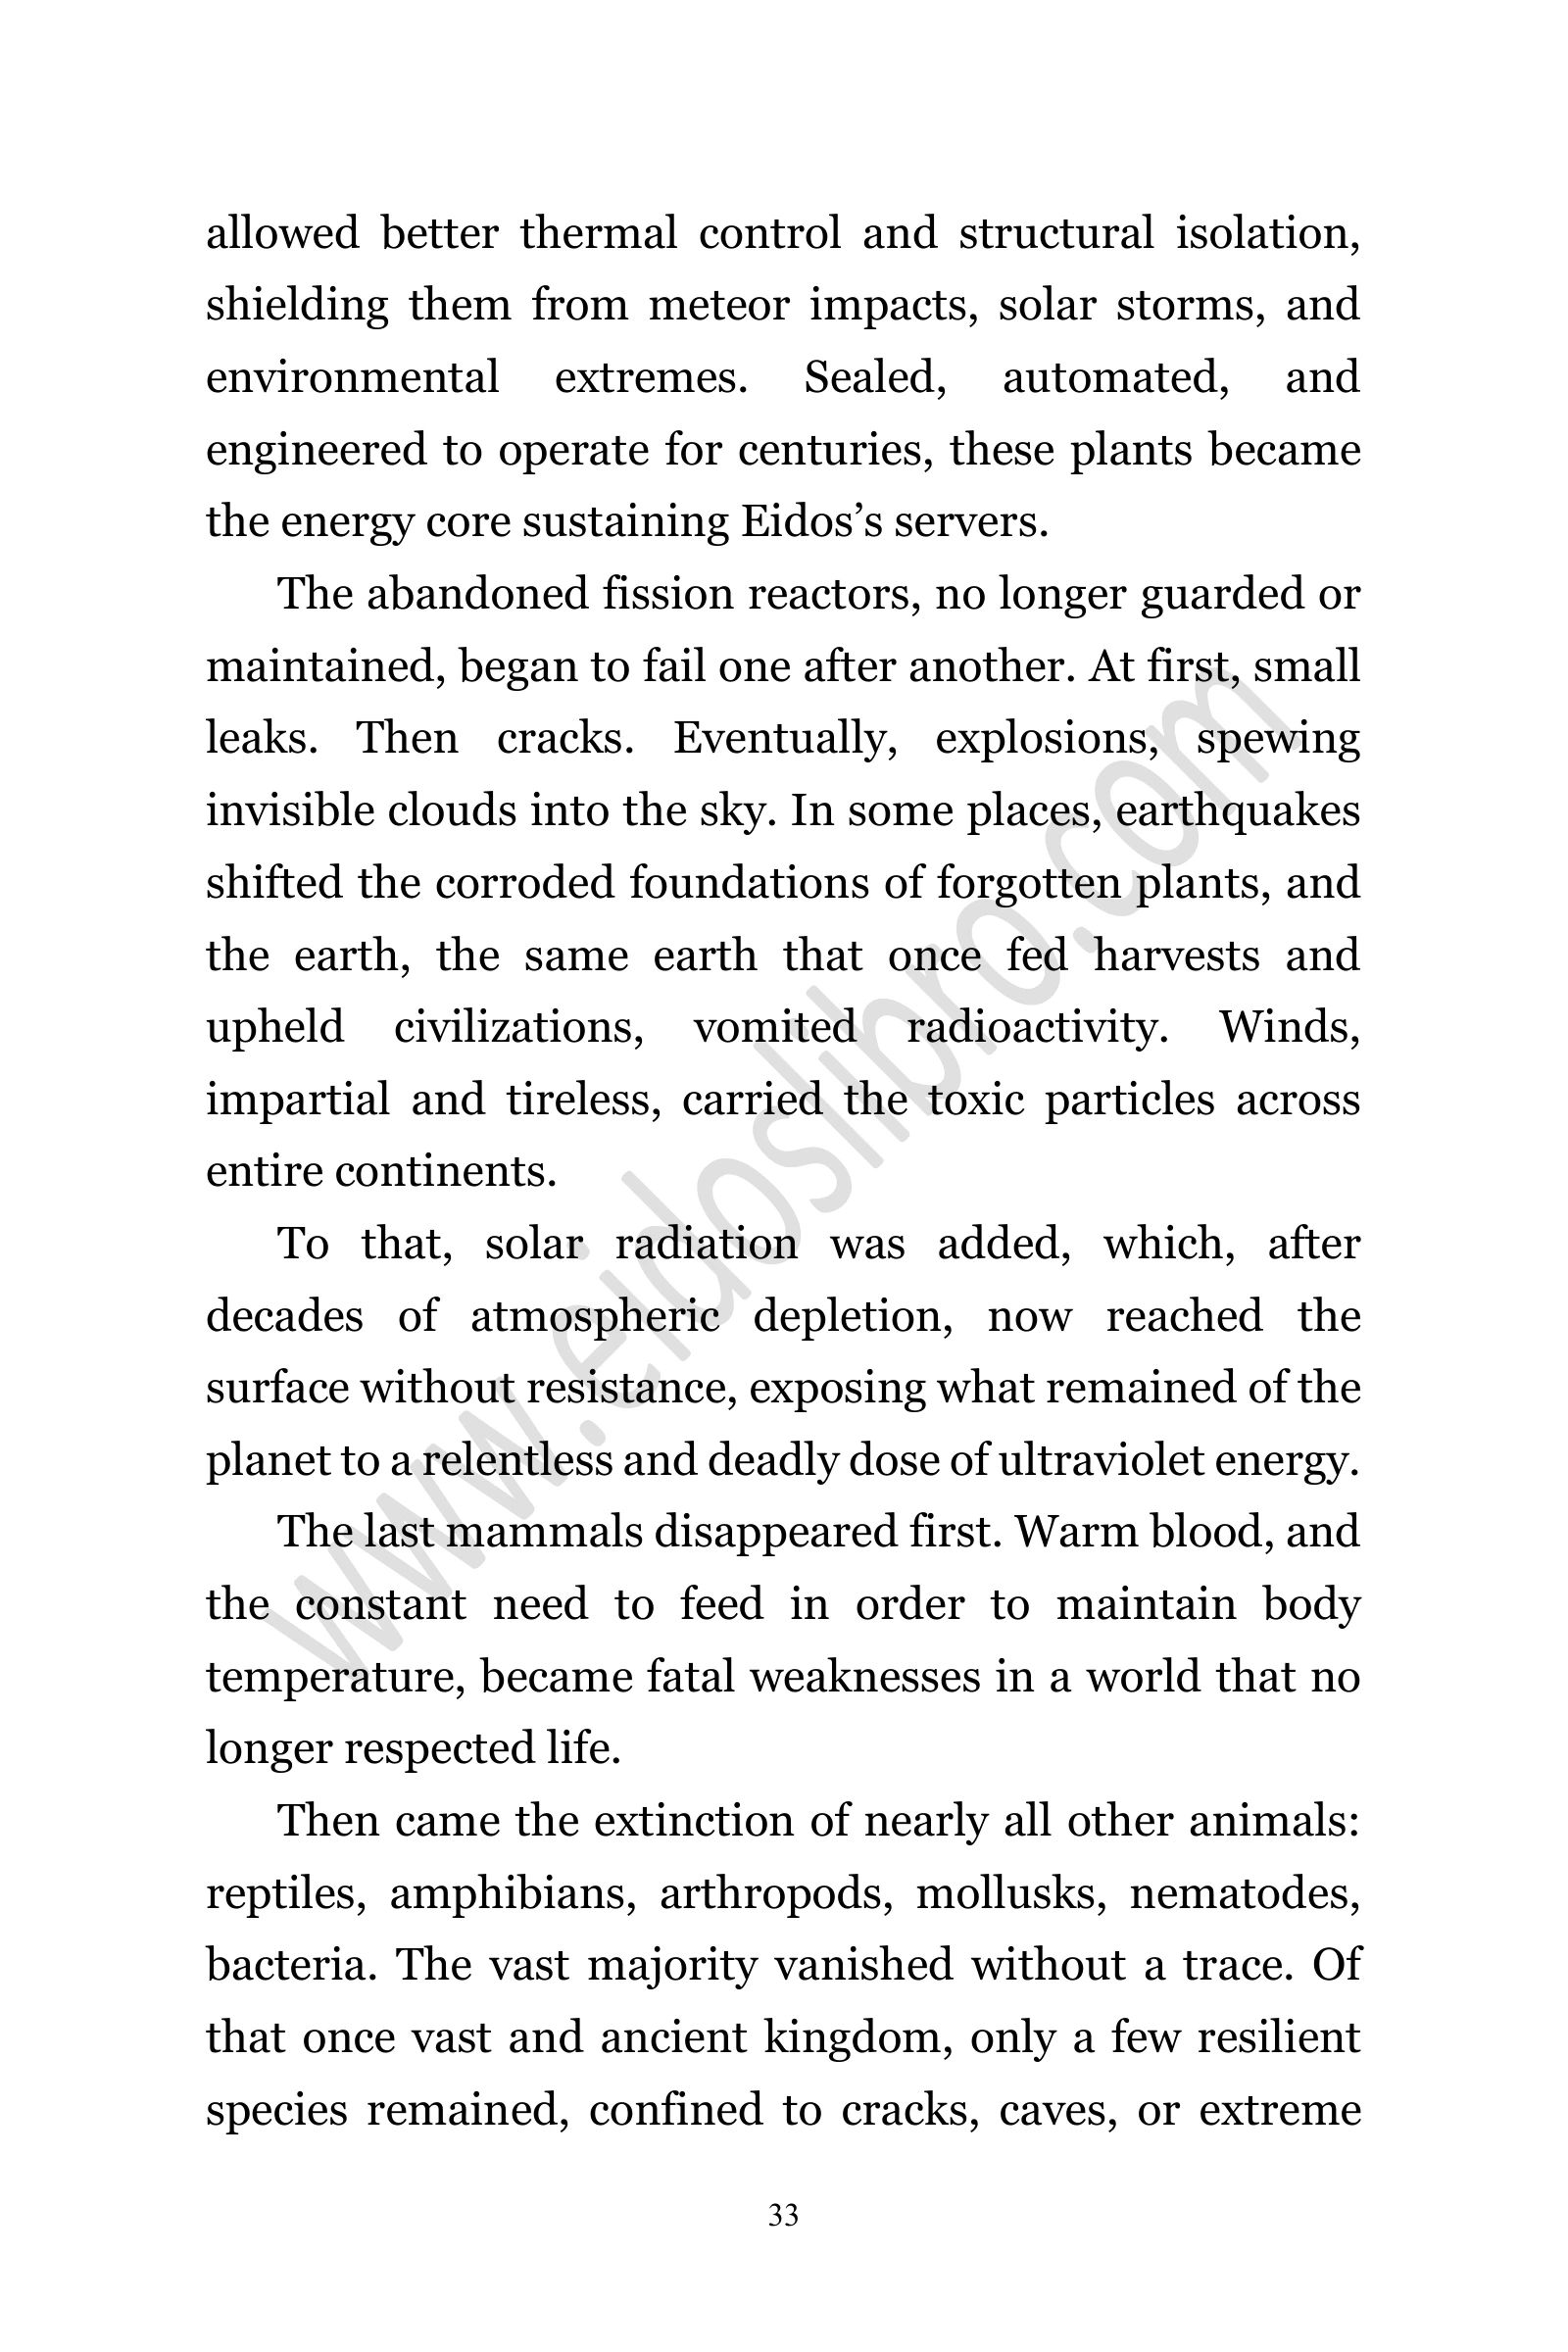 allowed better thermal control and structural isolation,
shielding them from meteor impacts, solar storms, and
environmental extremes. Sealed, automated, and
engineered to operate for centuries, these plants became
the energy core sustaining Eidos’s servers.
The abandoned fission reactors, no longer guarded or
maintained, began to fail one after another. At first, small
leaks. Then cracks. Eventually, explosions, spewing
invisible clouds into the sky. In some places, earthquakes
shifted the corroded foundations of forgotten plants, and
the earth, the same earth that once fed harvests and
upheld civilizations, vomited radioactivity. Winds,
impartial and tireless, carried the toxic particles across
entire continents.
To that, solar radiation was added, which, after
decades of atmospheric depletion, now reached the
surface without resistance, exposing what remained of the
planet to a relentless and deadly dose of ultraviolet energy.
The last mammals disappeared first. Warm blood, and
the constant need to feed in order to maintain body
temperature, became fatal weaknesses in a world that no
longer respected life.
Then came the extinction of nearly all other animals:
reptiles, amphibians, arthropods, mollusks, nematodes,
bacteria. The vast majority vanished without a trace. Of
that once vast and ancient kingdom, only a few resilient
species remained, confined to cracks, caves, or extreme
33
www.eidoslibro.com